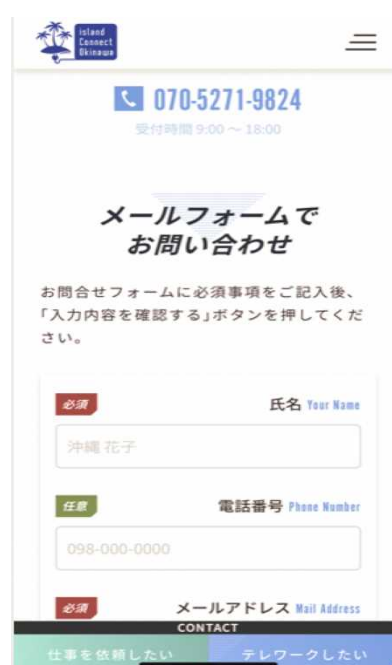 island
Connect
Okinawa
070-5271-9824
受付時間 9:00 〜 18:00
メールフォームで
お問い合わせ
お問合せフォームに必須事項をご記入後、
「入力内容を確認する」ボタンを押してくだ
さい。
必須 氏名 Your Name
沖縄 花子
任意 電話番号 Phone Number
098-000-0000
必須 メールアドレス Mail Address
CONTACT
仕事を依頼したい テレワークしたい